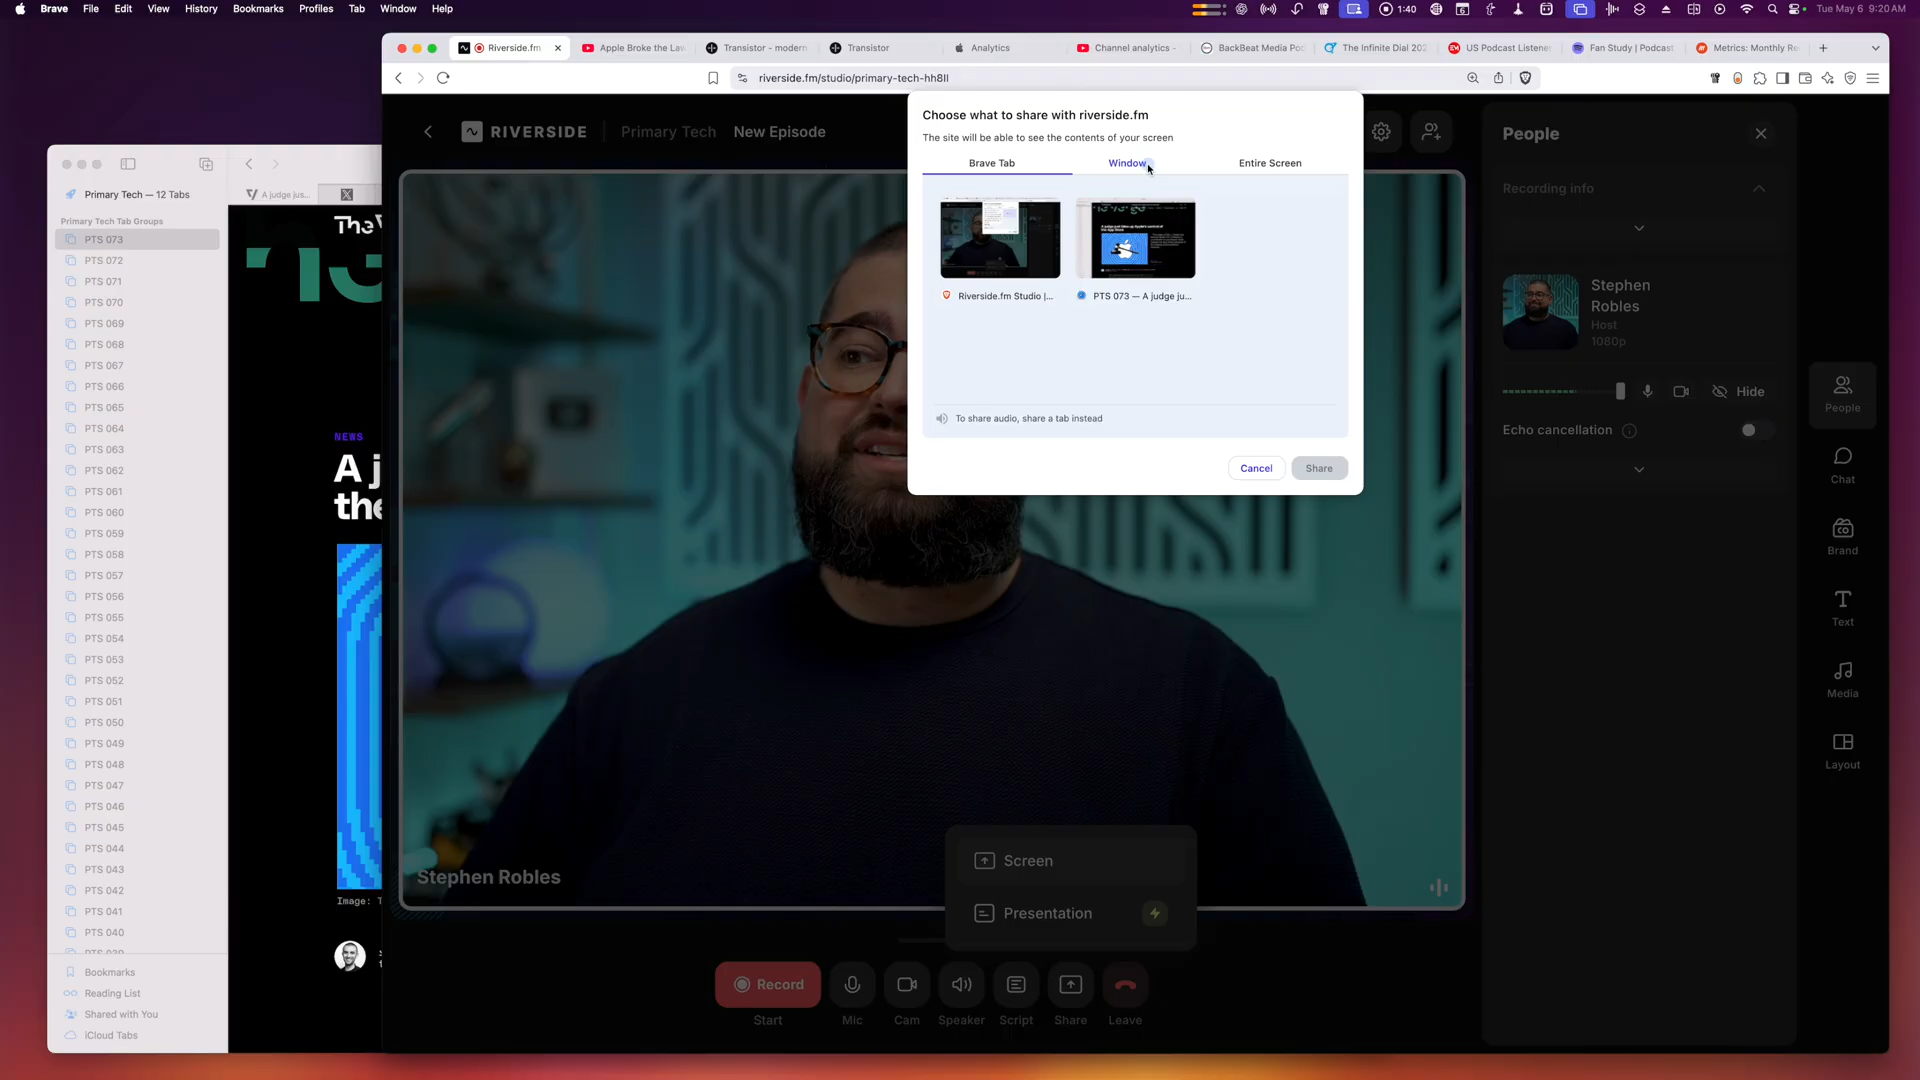 Brave File Edit View History Bookmarks Profiles Tab Window Help
1:40
Tue May 6 9:20 AM
Riverside.fm
Apple Broke the Law
Transistor - modern
Transistor
Analytics
Channel analytics -
BackBeat Media Pod
The Infinite Dial 202
US Podcast Listene
Fan Study | Podcast
Metrics: Monthly Re
riverside.fm/studio/primary-tech-hh8ll
Primary Tech — 12 Tabs
A judge jus...
Primary Tech Tab Groups
PTS 073
PTS 072
PTS 071
PTS 070
PTS 069
PTS 068
PTS 067
PTS 066
PTS 065
PTS 064
PTS 063
PTS 062
PTS 061
PTS 060
PTS 059
PTS 058
PTS 057
PTS 056
PTS 055
PTS 054
PTS 053
PTS 052
PTS 051
PTS 050
PTS 049
PTS 048
PTS 047
PTS 046
PTS 045
PTS 044
PTS 043
PTS 042
PTS 041
PTS 040
PTS 039
Bookmarks
Reading List
Shared with You
iCloud Tabs
TheV
NEWS
A j
the
Image: T
RIVERSIDE
Primary Tech New Episode
Choose what to share with riverside.fm
The site will be able to see the contents of your screen
Brave Tab Window Entire Screen
Riverside.fm Studio |...
PTS 073 — A judge ju...
To share audio, share a tab instead
Cancel Share
Stephen Robles
Screen
Presentation
Record
Start Mic Cam Speaker Script Share Leave
People
Recording info
Stephen
Robles
Host
1080p
Hide
Echo cancellation
People
Chat
Brand
Text
Media
Layout